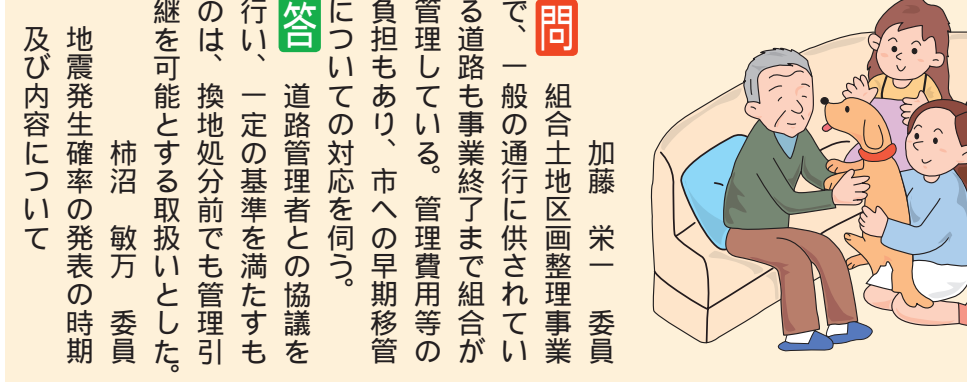 加藤　栄一　委員
問　組合土地区画整理事業
で、一般の通行に供されてい
る道路も事業終了まで組合が
管理している。管理費用等の
負担もあり、市への早期移管
についての対応を伺う。
答　道路管理者との協議を
行い、一定の基準を満たすも
のは、換地処分前でも管理引
継を可能とする取扱いとした。
柿沼　敏万　委員
地震発生確率の発表の時期
及び内容について